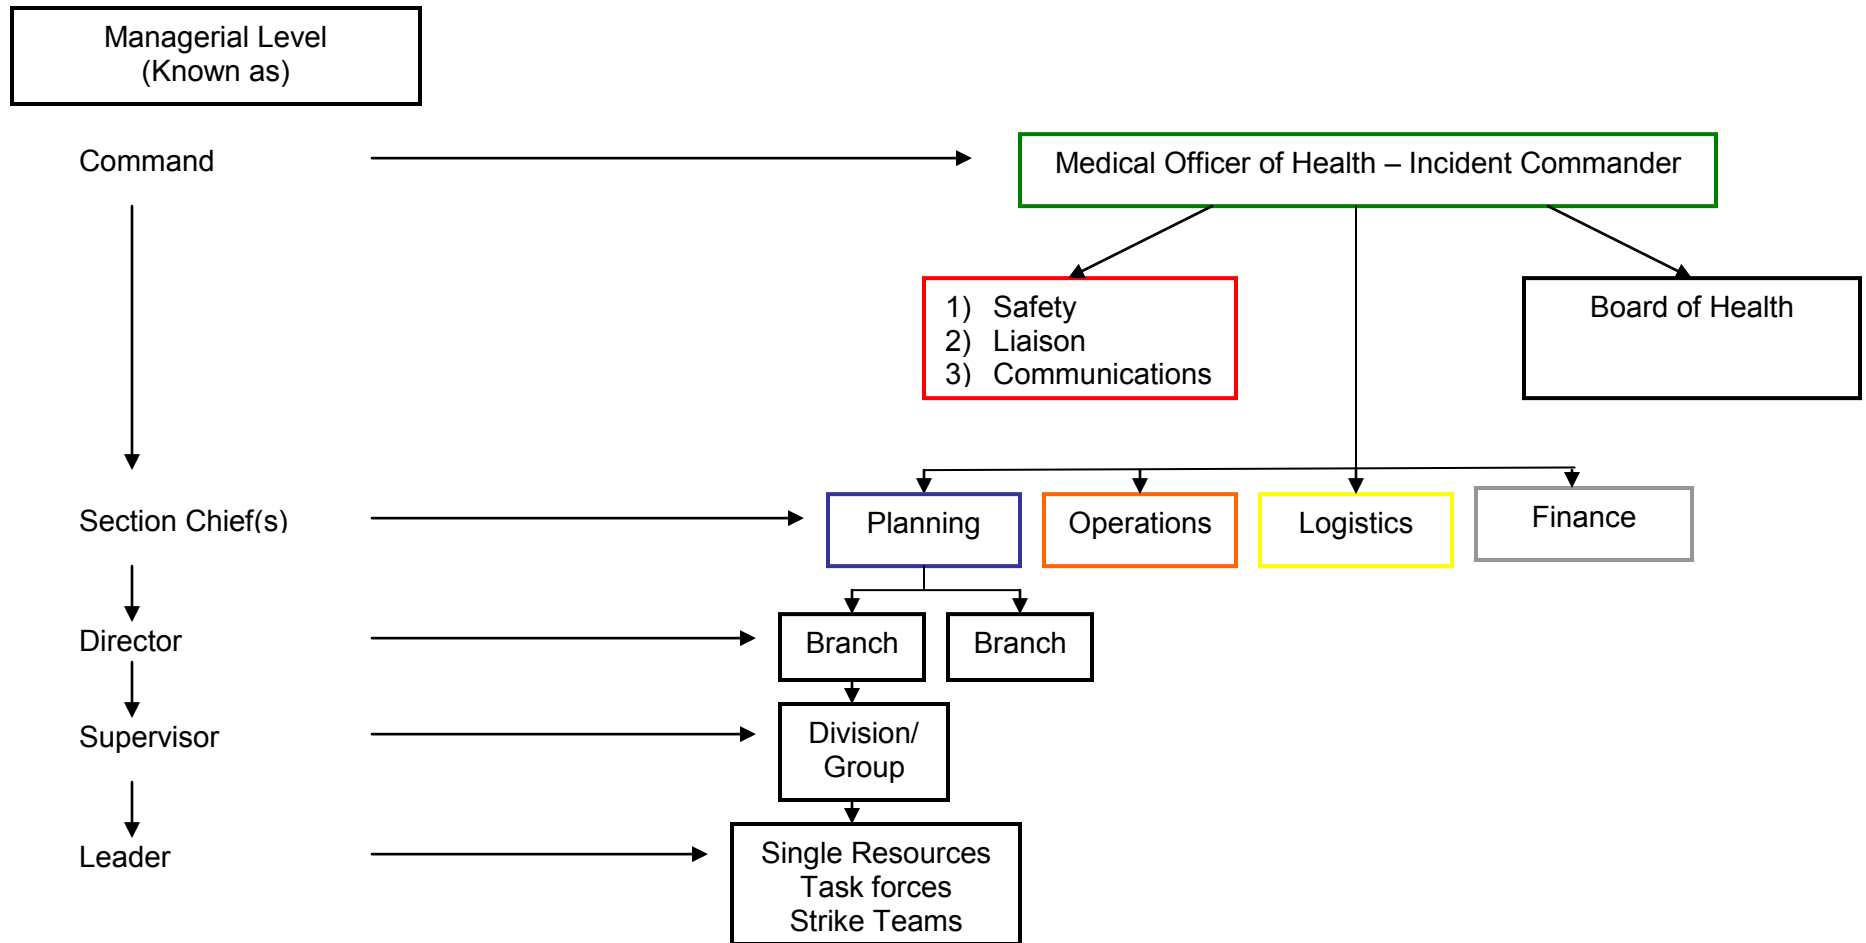 Managerial Level
(Known as)
Command
Medical Officer of Health – Incident Commander
1) Safety
2) Liaison
3) Communications
Board of Health
Section Chief(s)
Planning
Operations
Logistics
Finance
Director
Branch
Branch
Supervisor
Division/
Group
Leader
Single Resources
Task forces
Strike Teams